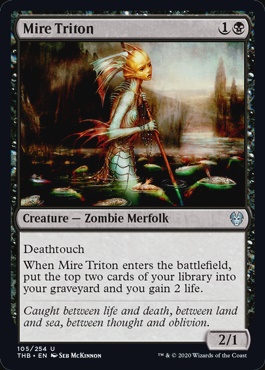 Mire Triton 1
Creature — Zombie Merfolk
Deathtouch
When Mire Triton enters the battlefield,
put the top two cards of your library into
your graveyard and you gain 2 life.
Caught between life and death, between land
and sea, between thought and oblivion.
2/1
105/254 U
THB • EN Seb McKinnon
™ & © 2020 Wizards of the Coast